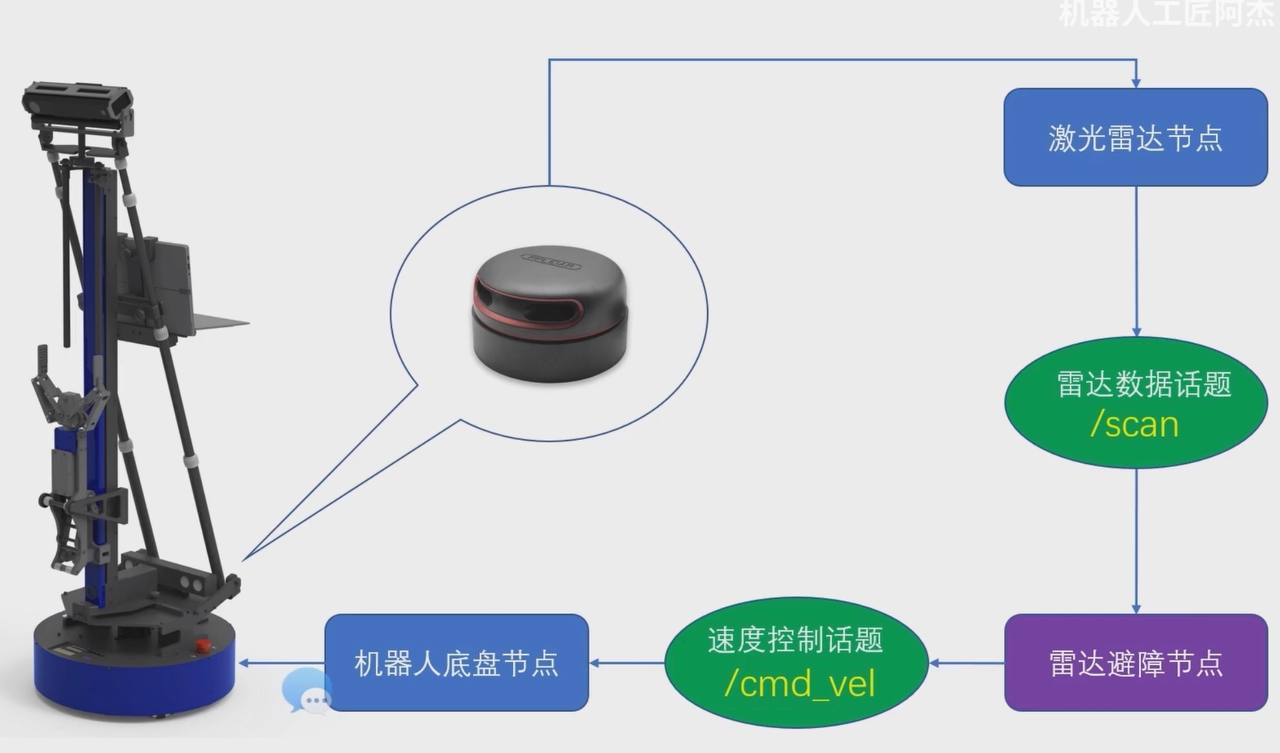 机器人工匠阿杰
激光雷达节点
RPLIDAR
雷达数据话题
/scan
速度控制话题
/cmd_vel
机器人底盘节点
雷达避障节点